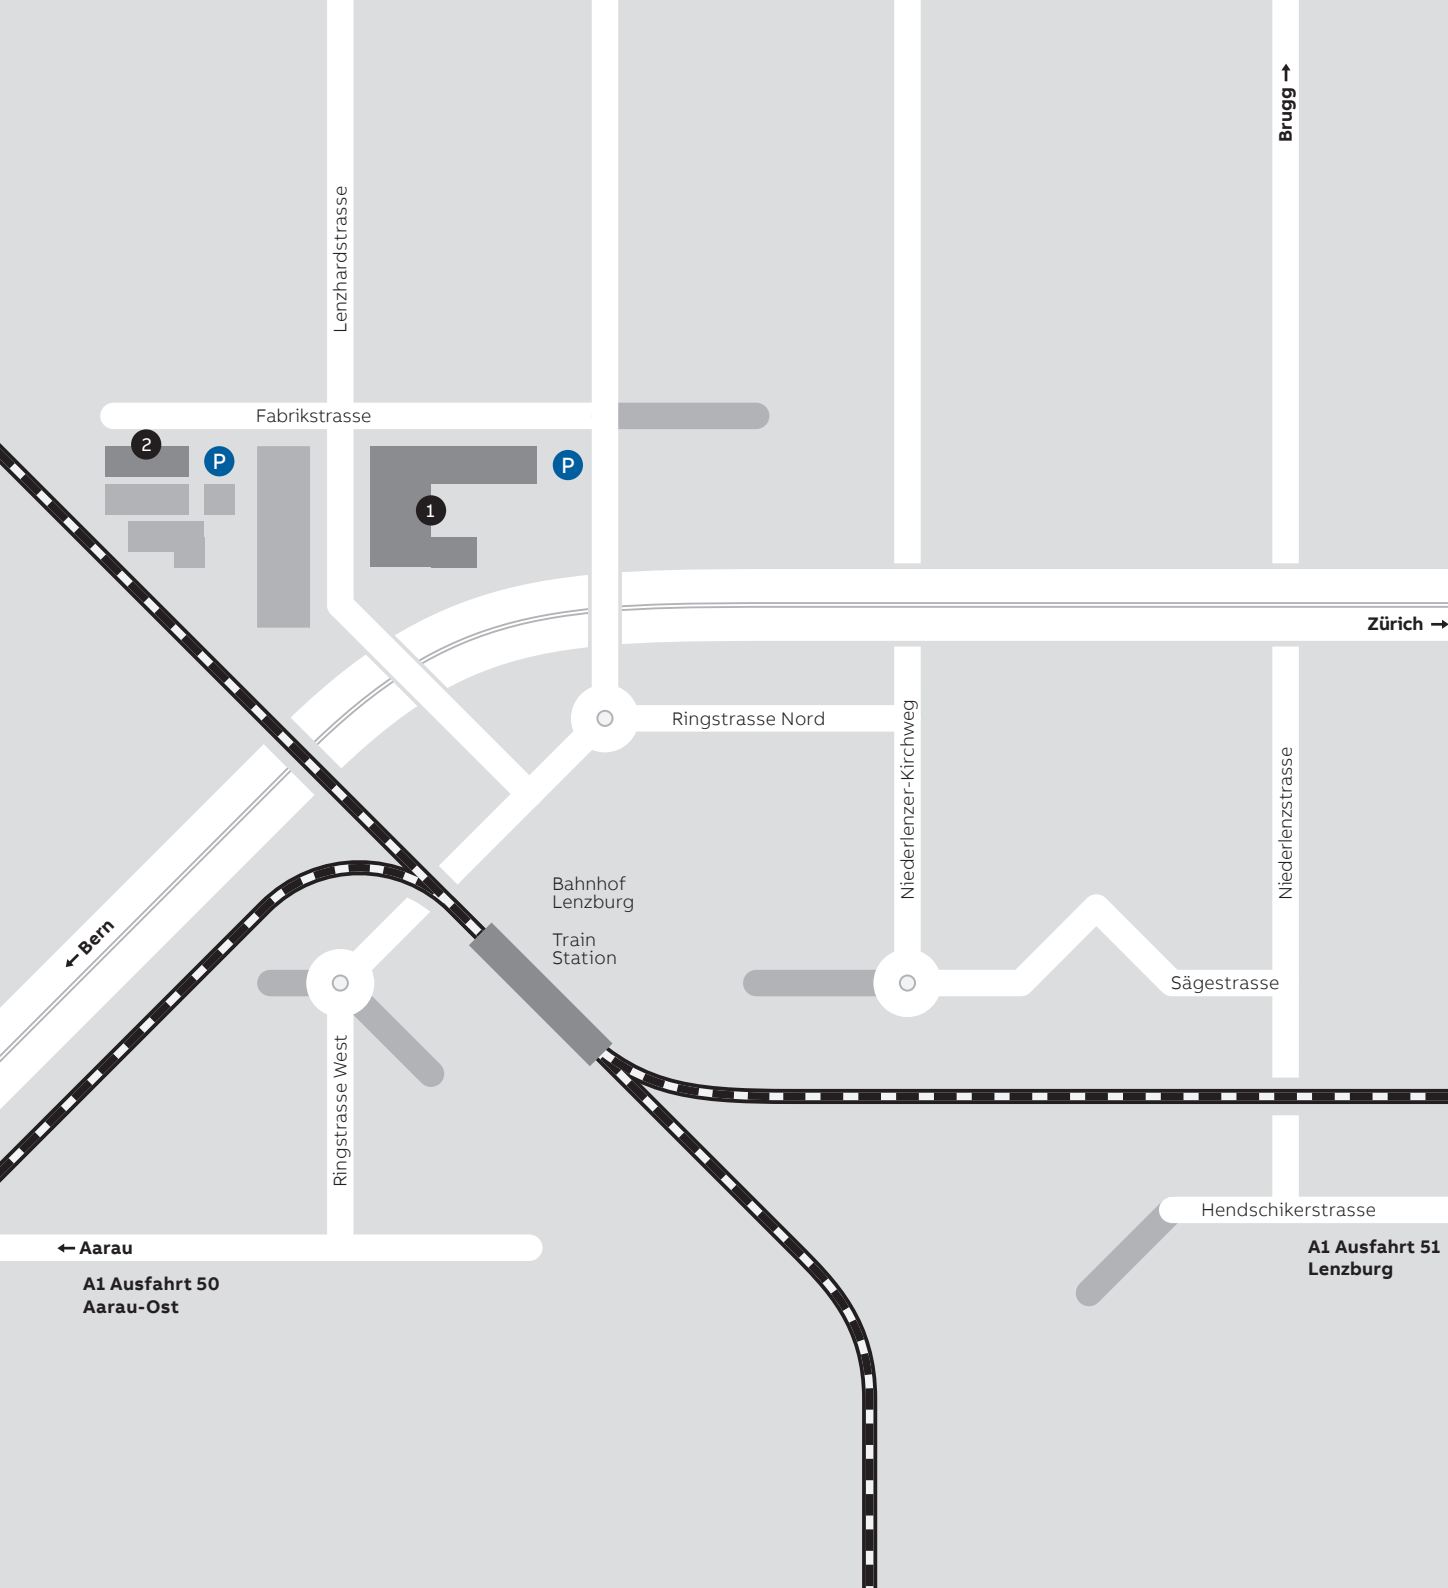 Brugg →
Lenzhardstrasse
Fabrikstrasse
2
P
P
1
Zürich →
Ringstrasse Nord
Niederlenzer-Kirchweg
Niederlenzstrasse
Bahnhof
Lenzburg
Train
Station
← Bern
Sägestrasse
Ringstrasse West
Hendschikerstrasse
← Aarau
A1 Ausfahrt 51
Lenzburg
A1 Ausfahrt 50
Aarau-Ost